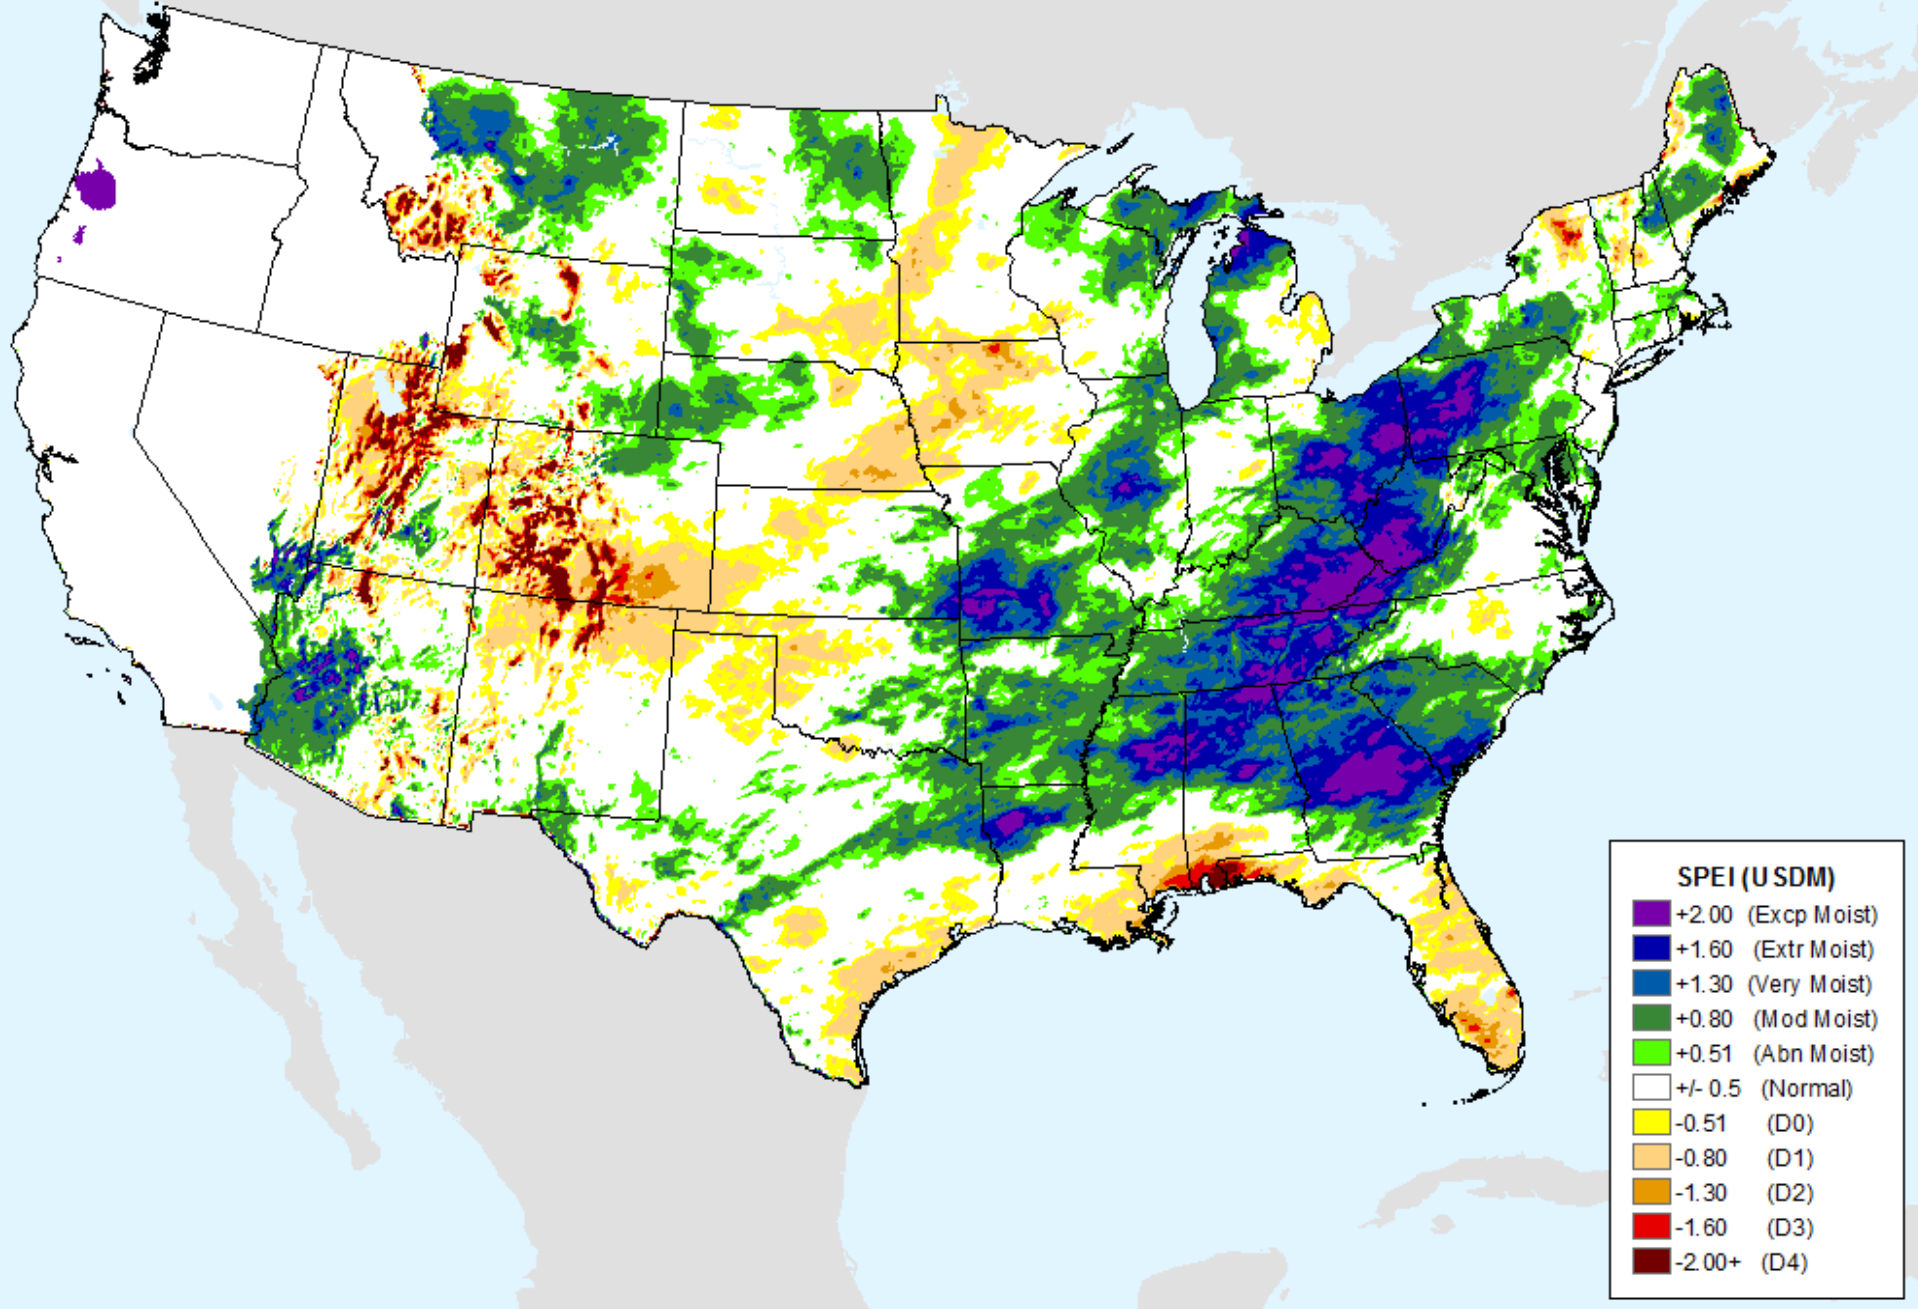 SPEI (USDM)
+2.00 (Excp Moist)
+1.60 (Extr Moist)
+1.30 (Very Moist)
+0.80 (Mod Moist)
+0.51 (Abn Moist)
+/- 0.5 (Normal)
-0.51 (D0)
-0.80 (D1)
-1.30 (D2)
-1.60 (D3)
-2.00+ (D4)